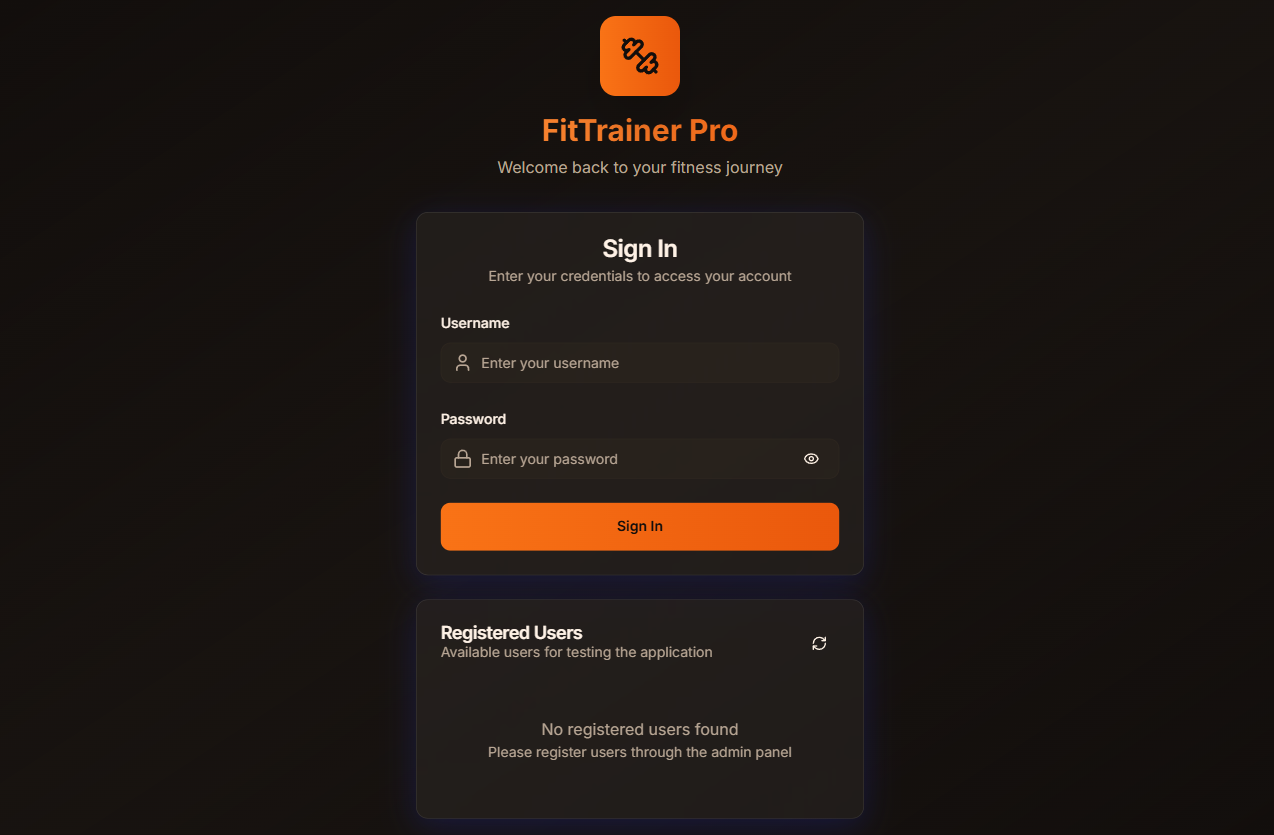 FitTrainer Pro
Welcome back to your fitness journey
Sign In
Enter your credentials to access your account
Username
Enter your username
Password
Enter your password
Sign In
Registered Users
Available users for testing the application
No registered users found
Please register users through the admin panel